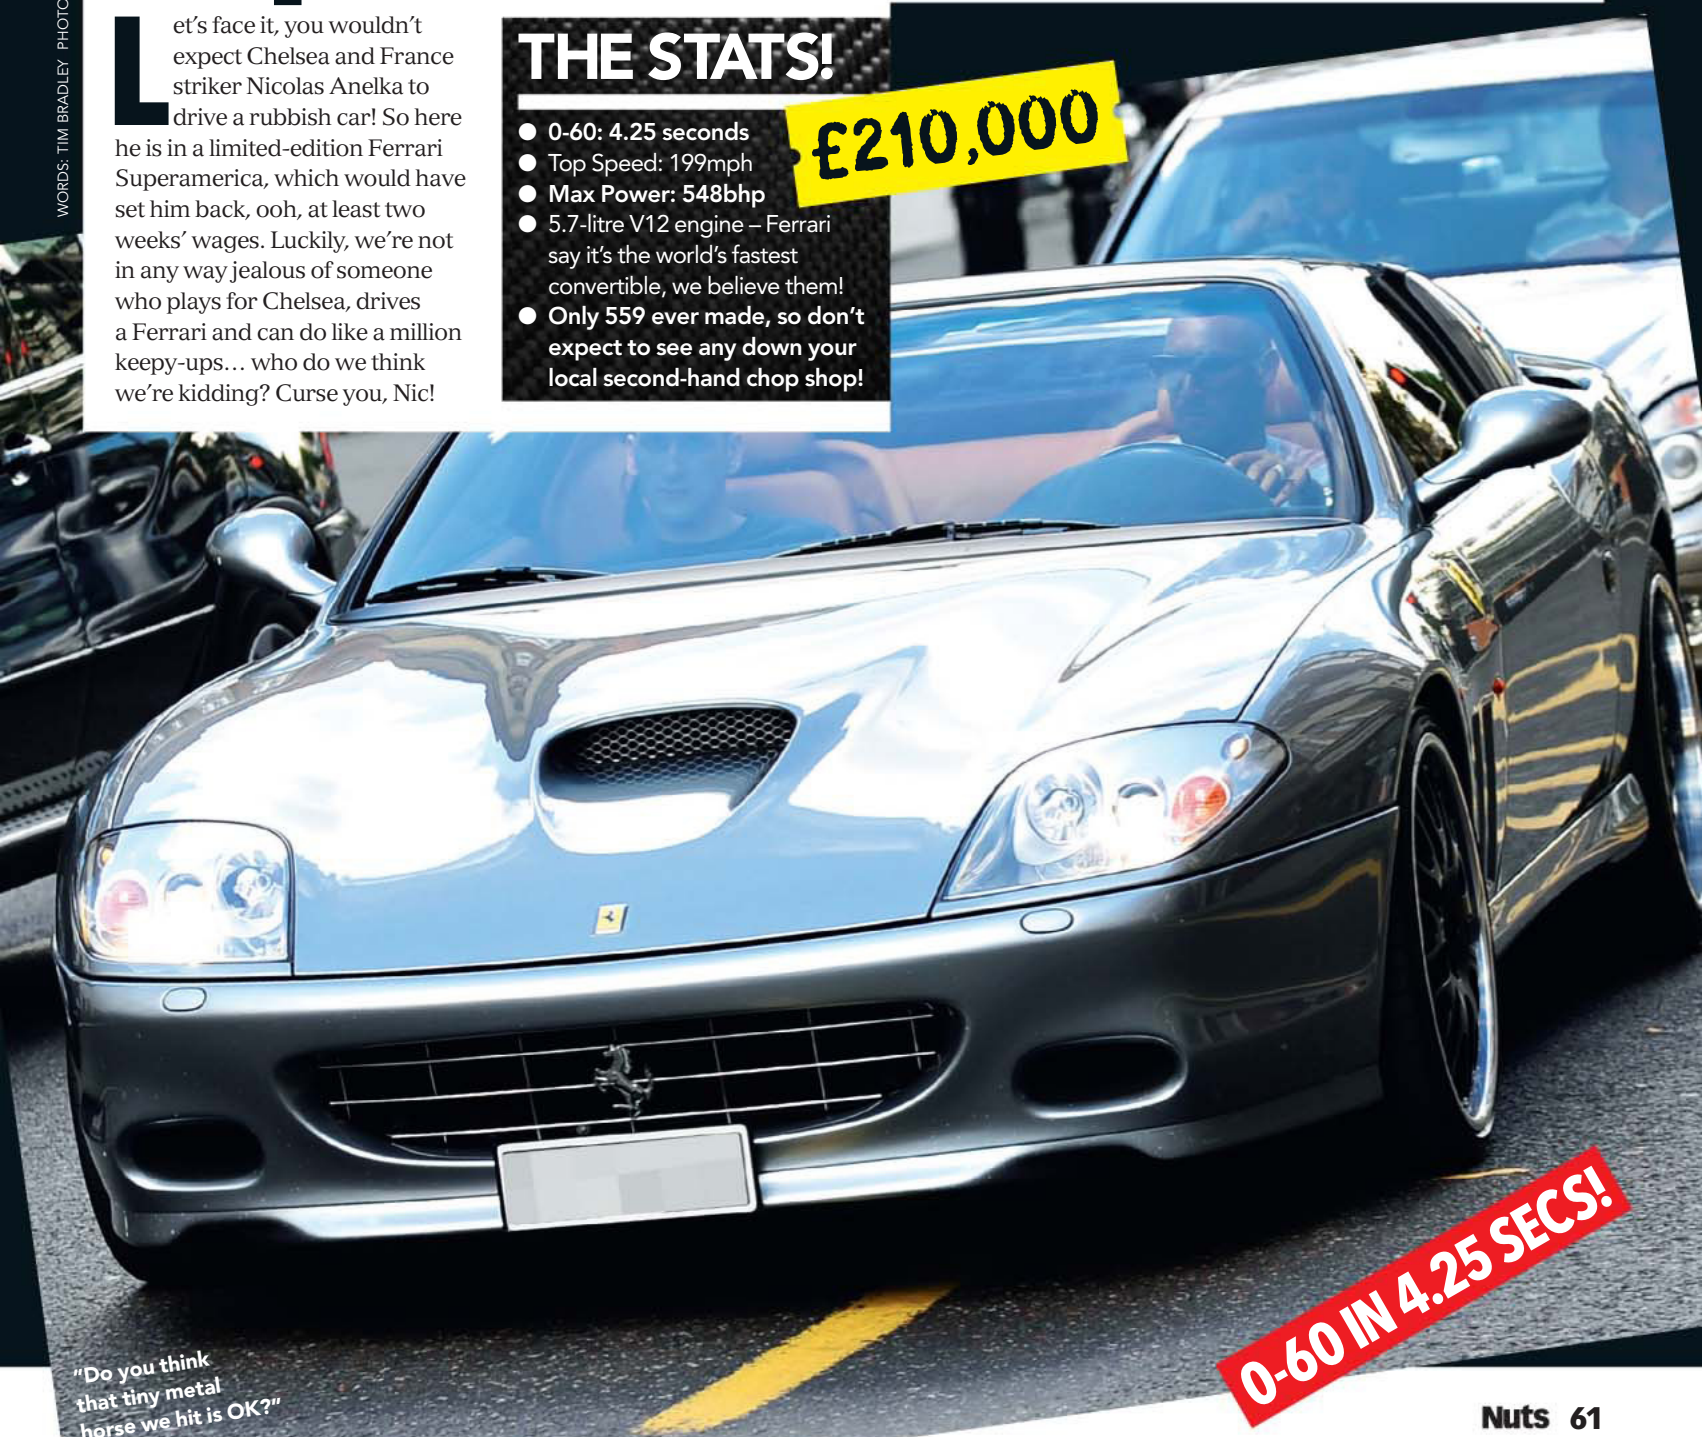 WORDS: TIM BRADLEY PHOTO
Let's face it, you wouldn't
expect Chelsea and France
striker Nicolas Anelka to
drive a rubbish car! So here
he is in a limited-edition Ferrari
Superamerica, which would have
set him back, ooh, at least two
weeks' wages. Luckily, we're not
in any way jealous of someone
who plays for Chelsea, drives
a Ferrari and can do like a million
keepy-ups... who do we think
we're kidding? Curse you, Nic!
THE STATS!
● 0-60: 4.25 seconds
● Top Speed: 199mph
● Max Power: 548bhp
● 5.7-litre V12 engine – Ferrari
say it's the world's fastest
convertible, we believe them!
● Only 559 ever made, so don't
expect to see any down your
local second-hand chop shop!
£210,000
0-60 IN 4.25 SECS!
"Do you think
that tiny metal
horse we hit is OK?"
Nuts 61